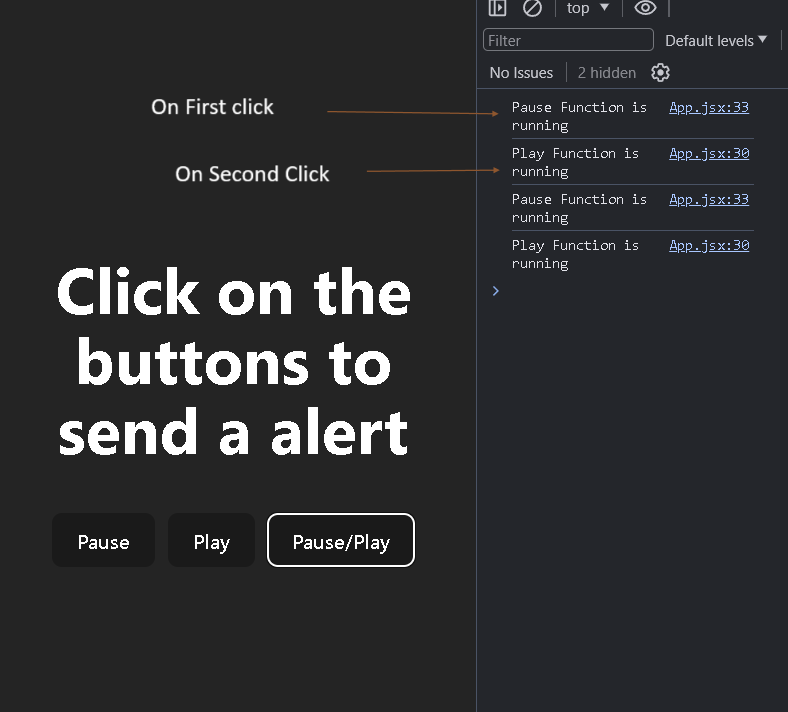 top
Filter
Default levels
No Issues
2 hidden
On First click
On Second Click
Pause Function is
running
App.jsx:33
Play Function is
running
App.jsx:30
Pause Function is
running
App.jsx:33
Play Function is
running
App.jsx:30
Click on the
buttons to
send a alert
Pause
Play
Pause/Play